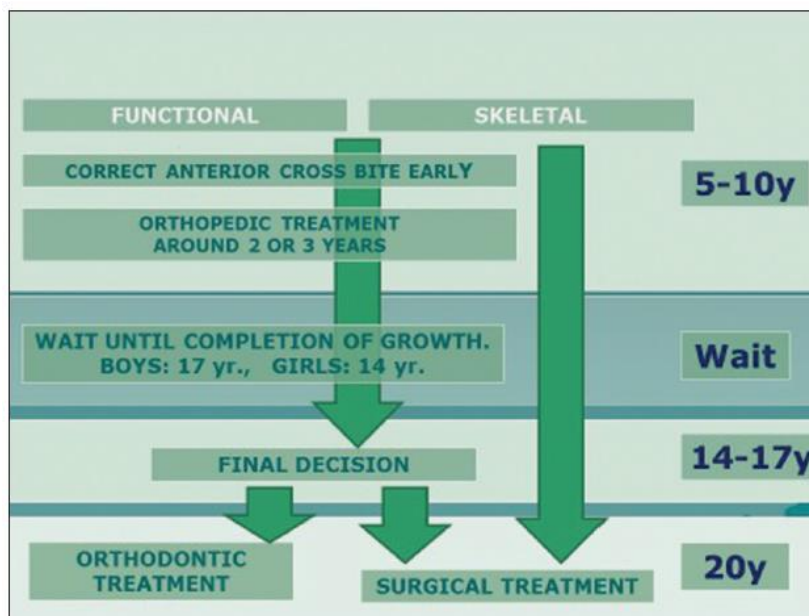 FUNCTIONAL
SKELETAL
CORRECT ANTERIOR CROSS BITE EARLY
5-10y
ORTHOPEDIC TREATMENT
AROUND 2 OR 3 YEARS
WAIT UNTIL COMPLETION OF GROWTH.
BOYS: 17 yr., GIRLS: 14 yr.
Wait
FINAL DECISION
14-17y
ORTHODONTIC
TREATMENT
SURGICAL TREATMENT
20y